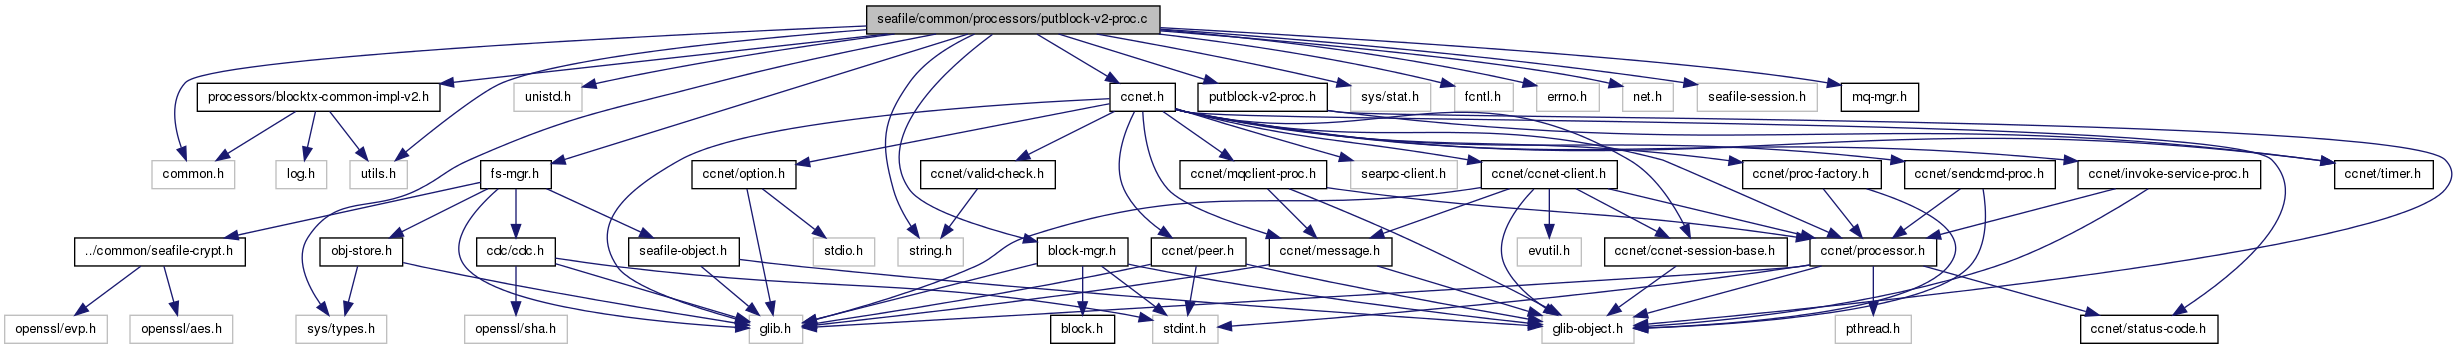 seafile/common/processors/putblock-v2-proc.c
processors/blocktx-common-impl-v2.h
unistd.h
ccnet.h
putblock-v2-proc.h
sys/stat.h
fcntl.h
errno.h
net.h
seafile-session.h
mq-mgr.h
common.h
log.h
utils.h
fs-mgr.h
ccnet/option.h
ccnet/valid-check.h
ccnet/mqclient-proc.h
searpc-client.h
ccnet/ccnet-client.h
ccnet/proc-factory.h
ccnet/sendcmd-proc.h
ccnet/invoke-service-proc.h
ccnet/timer.h
../common/seafile-crypt.h
obj-store.h
cdc/cdc.h
seafile-object.h
stdio.h
string.h
block-mgr.h
ccnet/peer.h
ccnet/message.h
evutil.h
ccnet/ccnet-session-base.h
ccnet/processor.h
openssl/evp.h
openssl/aes.h
sys/types.h
openssl/sha.h
glib.h
block.h
stdint.h
glib-object.h
pthread.h
ccnet/status-code.h